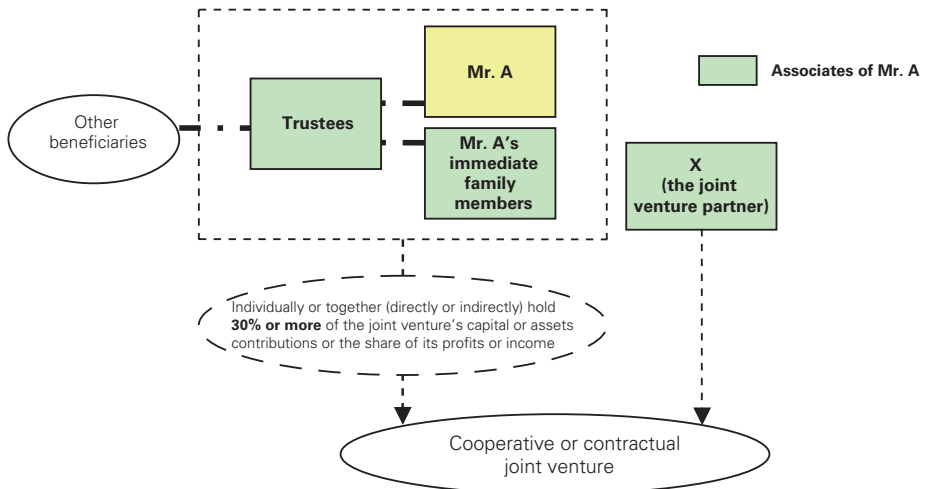 Mr. A
Associates of Mr. A
Other
beneficiaries
Trustees
Mr. A's
immediate
family
members
X
(the joint
venture partner)
Individually or together (directly or indirectly) hold
30% or more of the joint venture's capital or assets
contributions or the share of its profits or income
Cooperative or contractual
joint venture